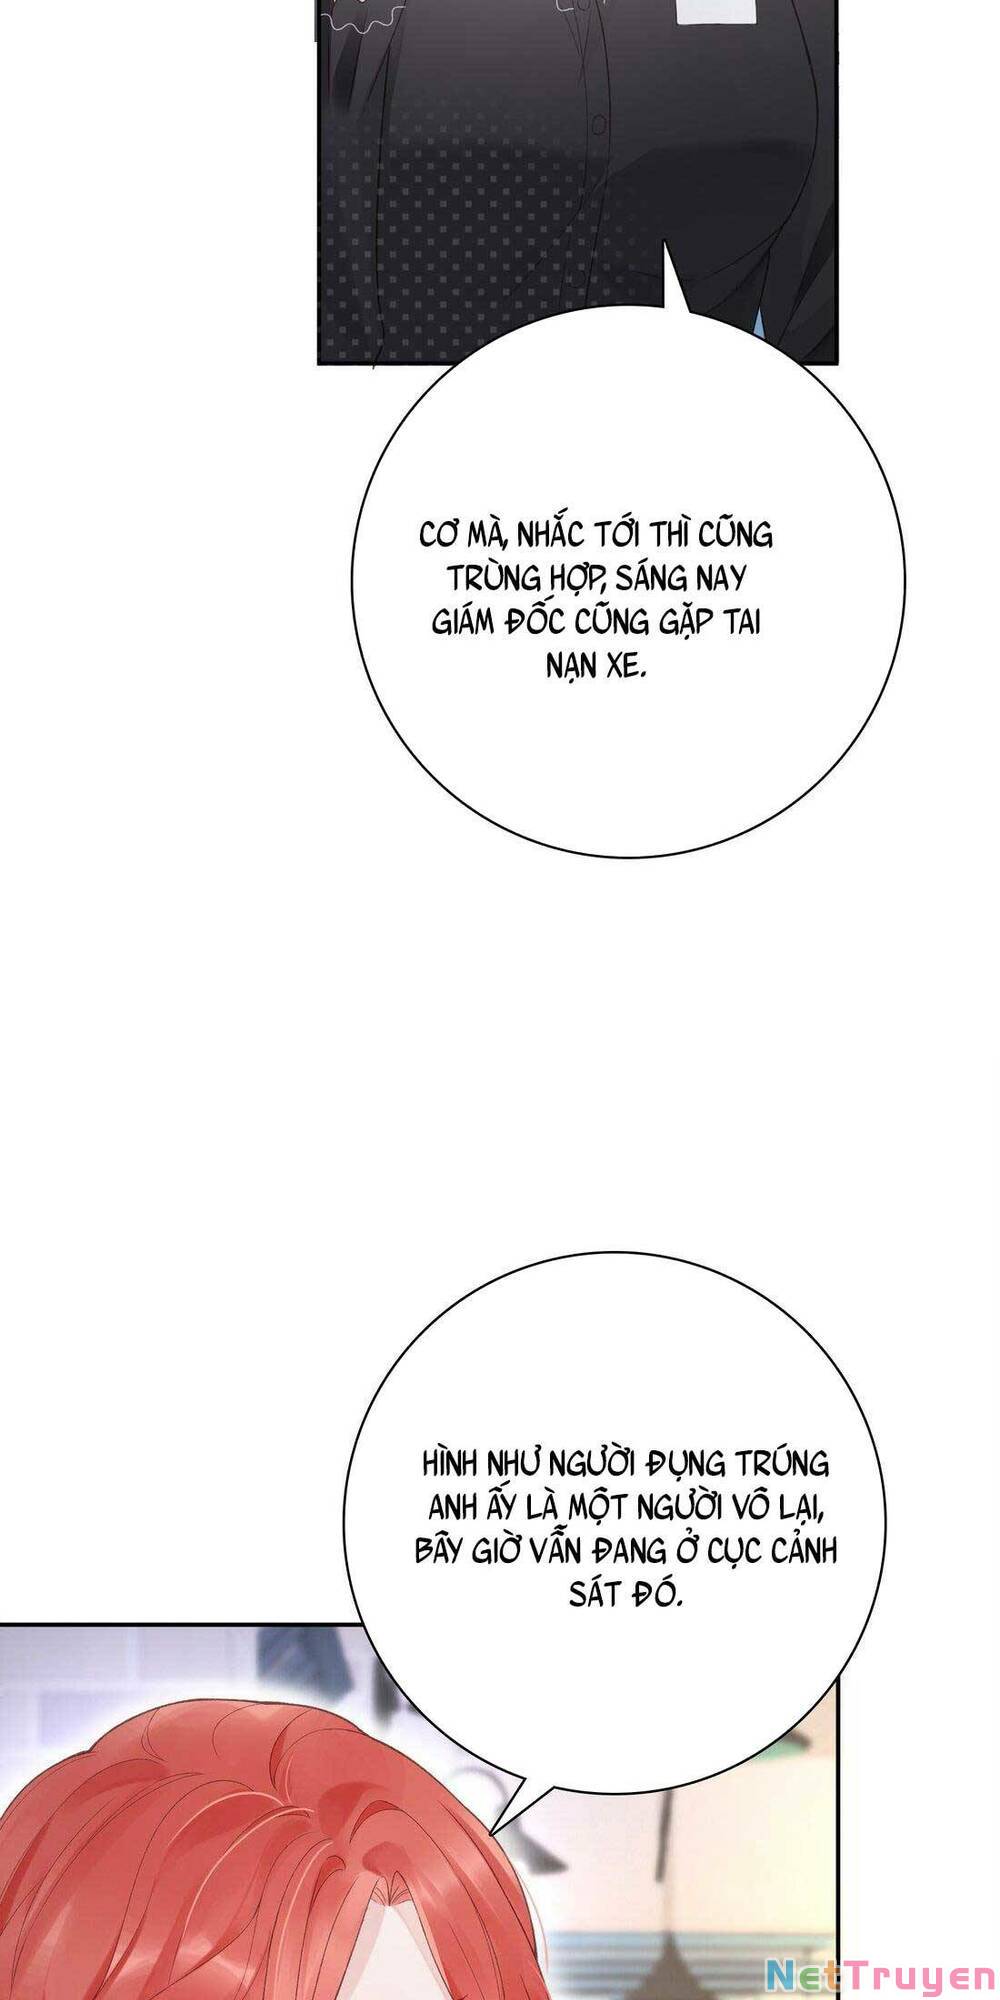 CƠ MÀ, NHẮC TỚI THÌ CŨNG
TRÙNG HỢP, SÁNG NAY
GIÁM ĐỐC CŨNG GẶP TAI
NẠN XE.
HÌNH NHƯ NGƯỜI ĐỤNG TRÚNG
ANH ẤY LÀ MỘT NGƯỜI VÔ LẠI,
BÂY GIỜ VẪN ĐANG Ở CỤC CẢNH
SÁT ĐÓ.
NetTruyen